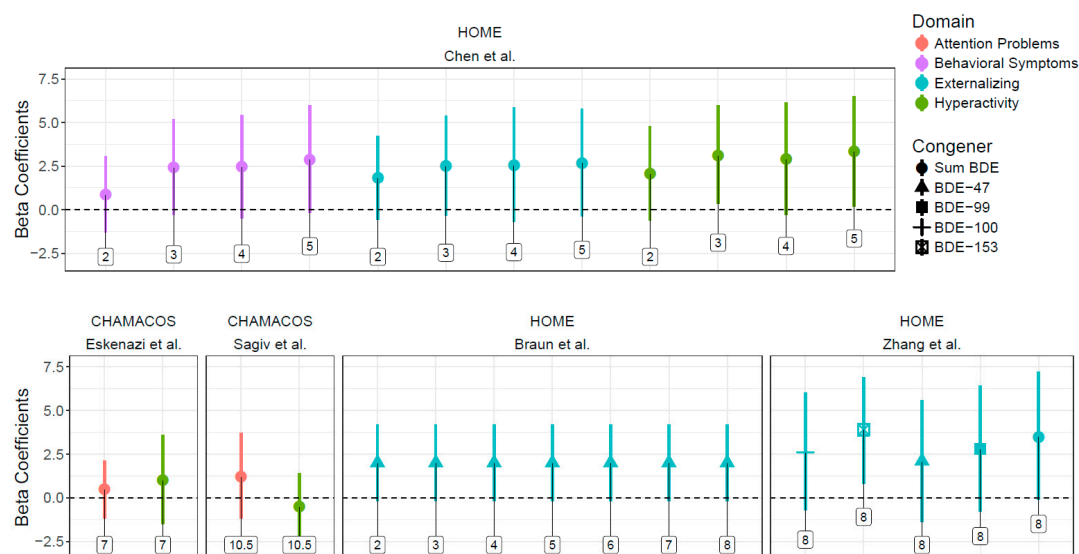 HOME
Chen et al.
Beta Coefficients
7.5
5.0
2.5
0.0
−2.5
2 3 4 5 2 3 4 5 2 3 4 5
Domain
Attention Problems
Behavioral Symptoms
Externalizing
Hyperactivity
Congener
Sum BDE
BDE−47
BDE−99
BDE−100
BDE−153
CHAMACOS CHAMACOS HOME HOME
Eskenazi et al. Sagiv et al. Braun et al. Zhang et al.
Beta Coefficients
7.5
5.0
2.5
0.0
−2.5
7 7 10.5 10.5 2 3 4 5 6 7 8 8 8 8 8 8